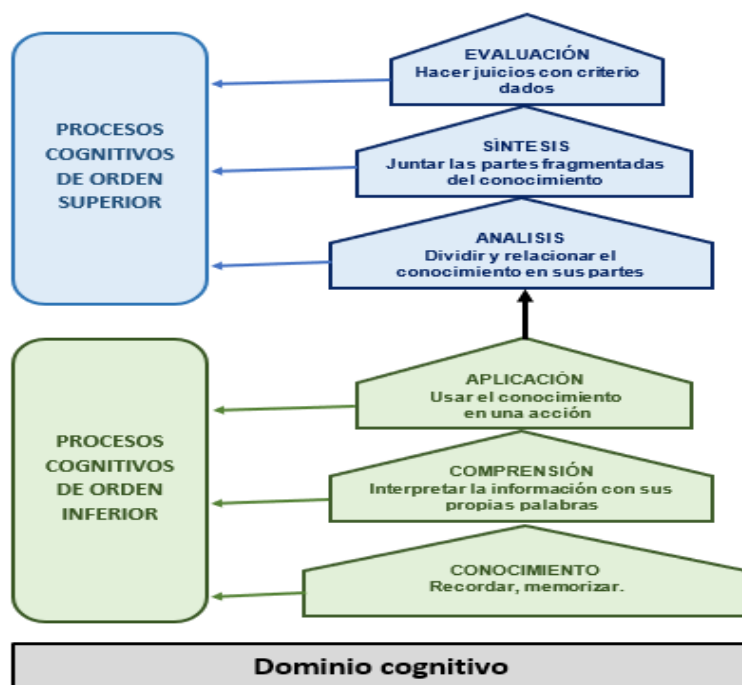 EVALUACIÓN
Hacer juicios con criterio
dados
PROCESOS
COGNITIVOS
DE ORDEN
SUPERIOR
SÌNTESIS
Juntar las partes fragmentadas
del conocimiento
ANALISIS
Dividir y relacionar el
conocimiento en sus partes
APLICACIÓN
Usar el conocimiento
en una acción
PROCESOS
COGNITIVOS
DE ORDEN
INFERIOR
COMPRENSIÓN
Interpretar la información con sus
propias palabras
CONOCIMIENTO
Recordar, memorizar.
Dominio cognitivo